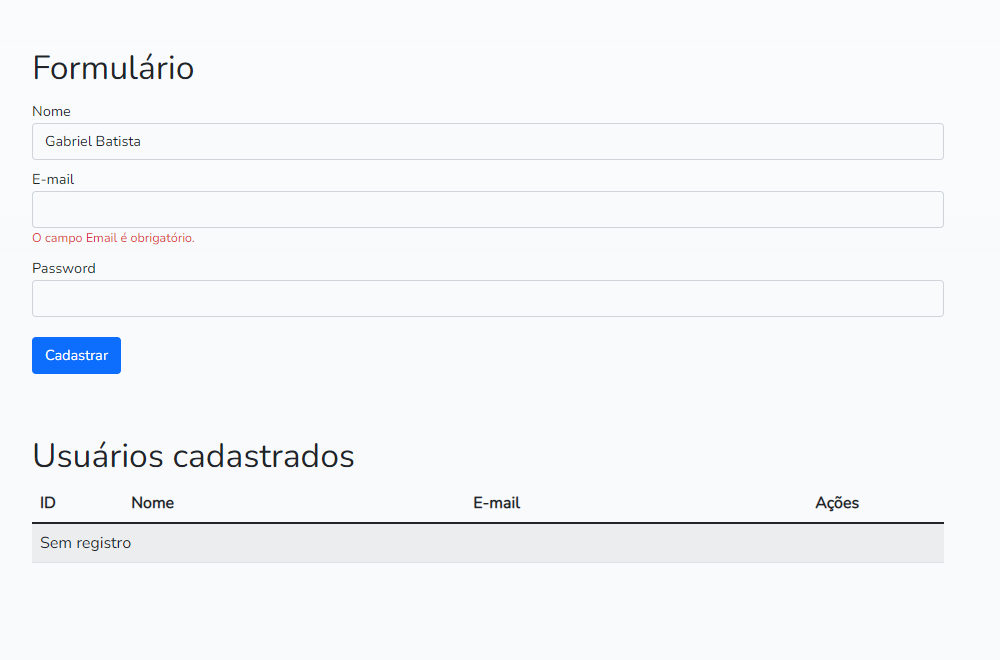 Formulário
Nome
Gabriel Batista
E-mail
O campo Email é obrigatório.
Password
Cadastrar
Usuários cadastrados
ID Nome E-mail Ações
Sem registro